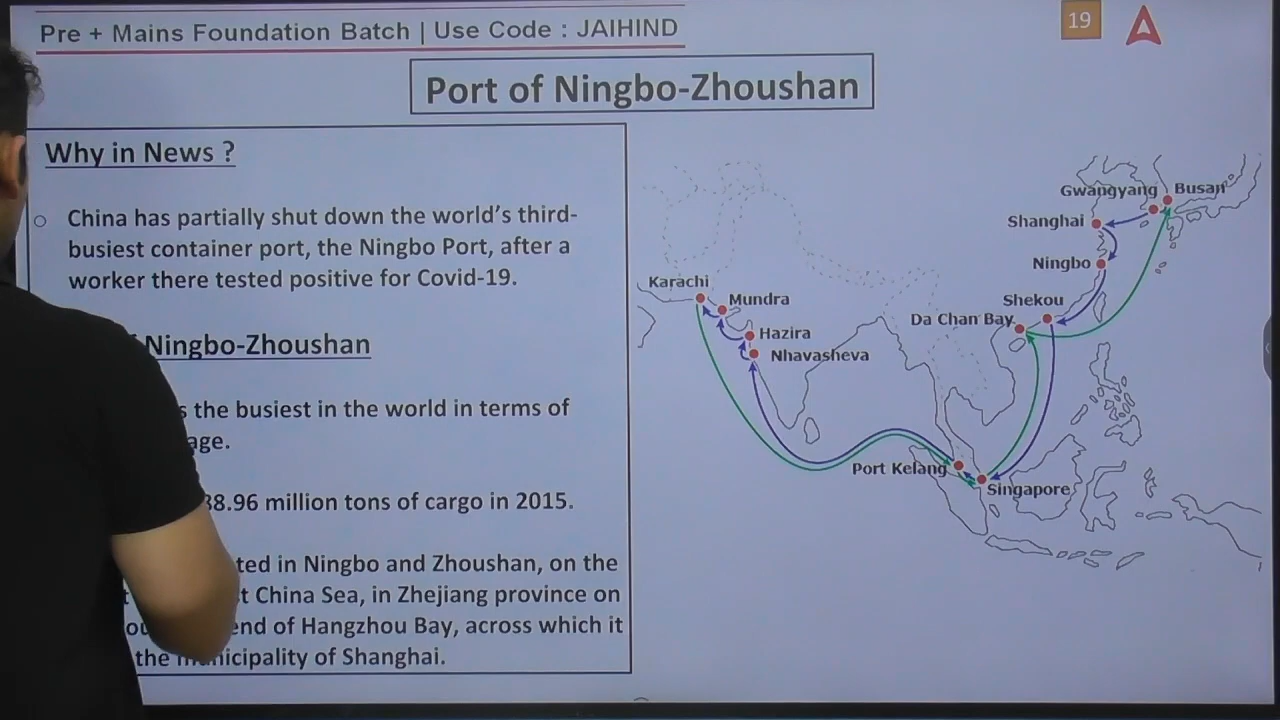 Pre + Mains Foundation Batch | Use Code : JAIHIND
19
Port of Ningbo-Zhoushan
Why in News ?
China has partially shut down the world's third-
busiest container port, the Ningbo Port, after a
worker there tested positive for Covid-19.
Ningbo-Zhoushan
the busiest in the world in terms of
8.96 million tons of cargo in 2015.
in Ningbo and Zhoushan, on the
China Sea, in Zhejiang province on
end of Hangzhou Bay, across which it
the municipality of Shanghai.
Gwangyang
Busan
Shanghai
Ningbo
Karachi
Mundra
Shekou
Da Chan Bay
Hazira
Nhavasheva
Port Kelang
Singapore